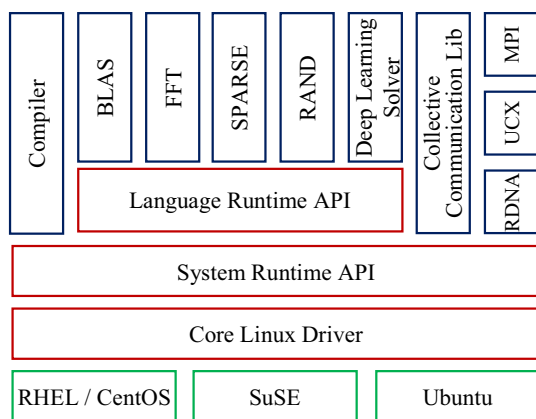 Compiler
BLAS
FFT
SPARSE
RAND
Deep Learning
Solver
Collective
Communication Lib
MPI
UCX
RDNA
Language Runtime API
System Runtime API
Core Linux Driver
RHEL / CentOS
SuSE
Ubuntu